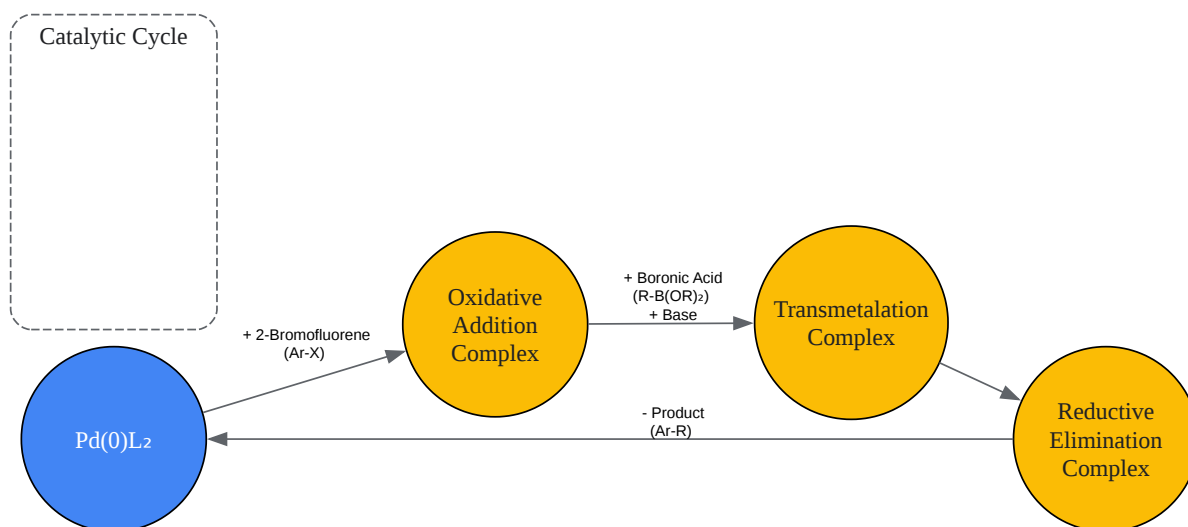 Catalytic Cycle
+ 2-Bromofluorene
(Ar-X)
Oxidative
Addition
Complex
+ Boronic Acid
(R-B(OR)₂)
+ Base
Transmetalation
Complex
Pd(0)L₂
- Product
(Ar-R)
Reductive
Elimination
Complex